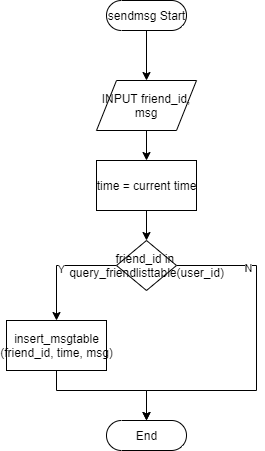 sendmsg Start
INPUT friend_id,
msg
time = current time
friend_id in
query_friendlisttable(user_id)
Y
N
insert_msgtable
(friend_id, time, msg)
End